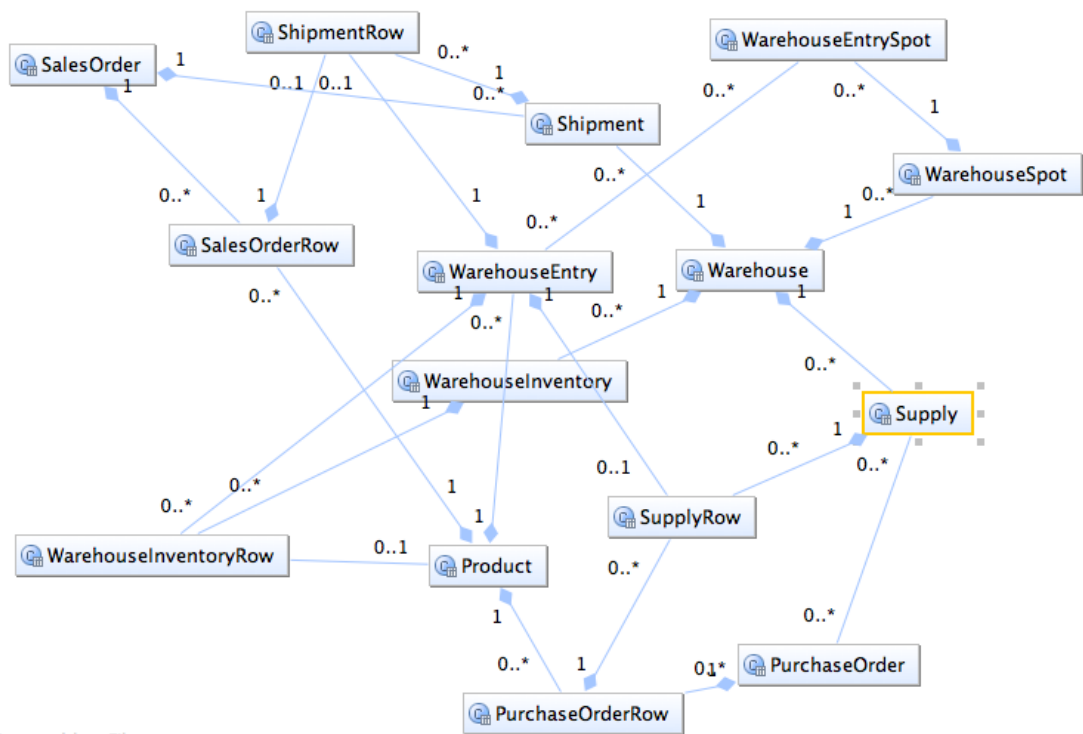 ShipmentRow
WarehouseEntrySpot
SalesOrder
1
0..*
1
1
0..1
0..1
0..*
0..*
0..*
1
Shipment
WarehouseSpot
0..*
0..*
1
1
1
0..*
1
0..*
SalesOrderRow
WarehouseEntry
Warehouse
0..*
1
1
0..*
0..*
1
1
WarehouseInventory
1
0..*
Supply
1
0..*
0..*
0..1
0..*
0..*
1
1
SupplyRow
WarehouseInventoryRow
0..1
Product
0..*
1
0..*
0..*
1
PurchaseOrder
PurchaseOrderRow